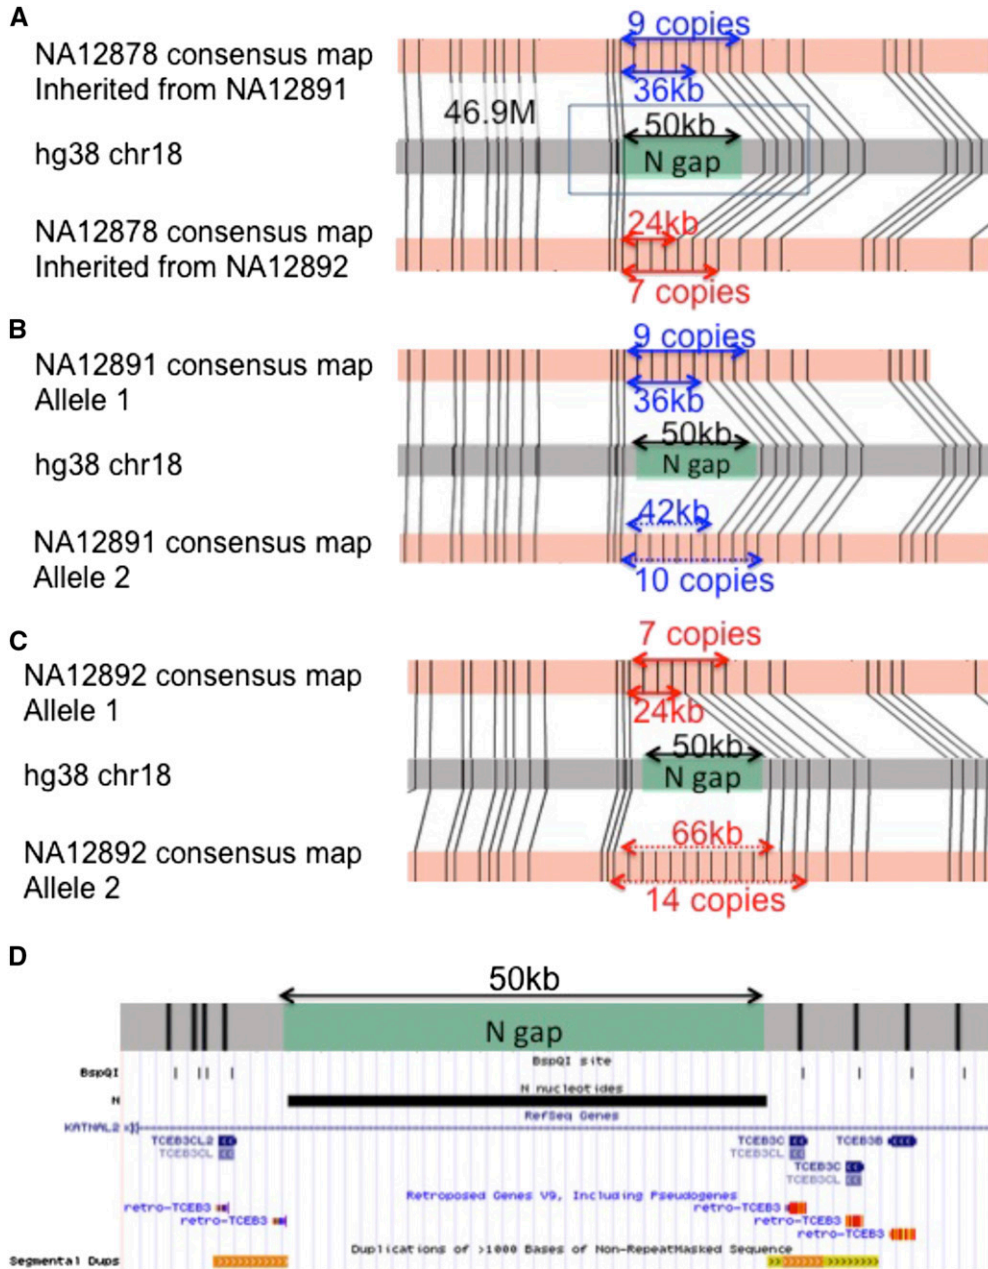 A
9 copies
NA12878 consensus map
Inherited from NA12891
36kb
46.9M
50kb
hg38 chr18
N gap
24kb
NA12878 consensus map
Inherited from NA12892
7 copies
B
9 copies
NA12891 consensus map
Allele 1
36kb
50kb
hg38 chr18
N gap
42kb
NA12891 consensus map
Allele 2
10 copies
C
7 copies
NA12892 consensus map
Allele 1
24kb
50kb
hg38 chr18
N gap
66kb
NA12892 consensus map
Allele 2
14 copies
D
50kb
N gap
BspQI site
BspQI
N nucleotides
N
RefSeq Genes
KATNAL2
TCEB3CL2 TCEB3C TCEB3B
TCEB3CL TCEB3CL
TCEB3C
TCEB3CL
Retroposed Genes V9, Including Pseudogenes
retro-TCEB3 retro-TCEB3
retro-TCEB3 retro-TCEB3
retro-TCEB3
Duplications of >1000 Bases of Non-RepeatMasked Sequence
Segmental Dups